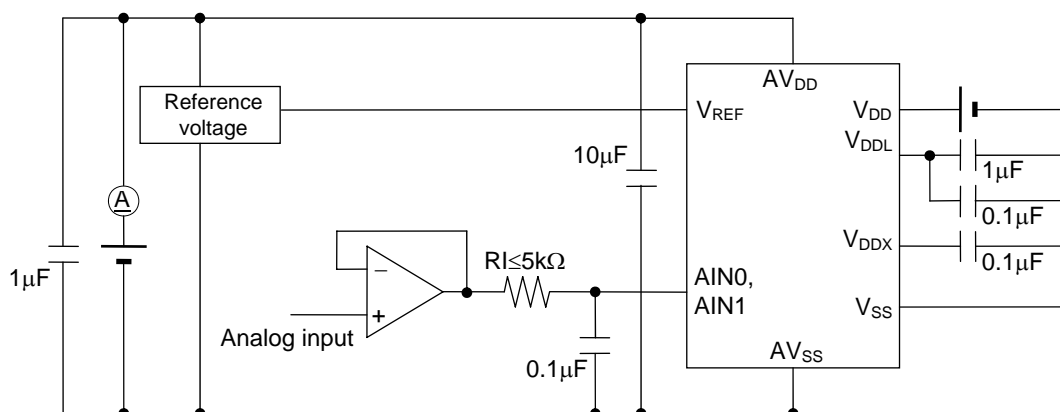 AVDD
Reference
voltage
VREF
VDD
VDDL
10μF
1μF
A
0.1μF
1μF
−
RI≤5kΩ
VDDX
0.1μF
AIN0,
AIN1
+
VSS
Analog input
0.1μF
AVSS